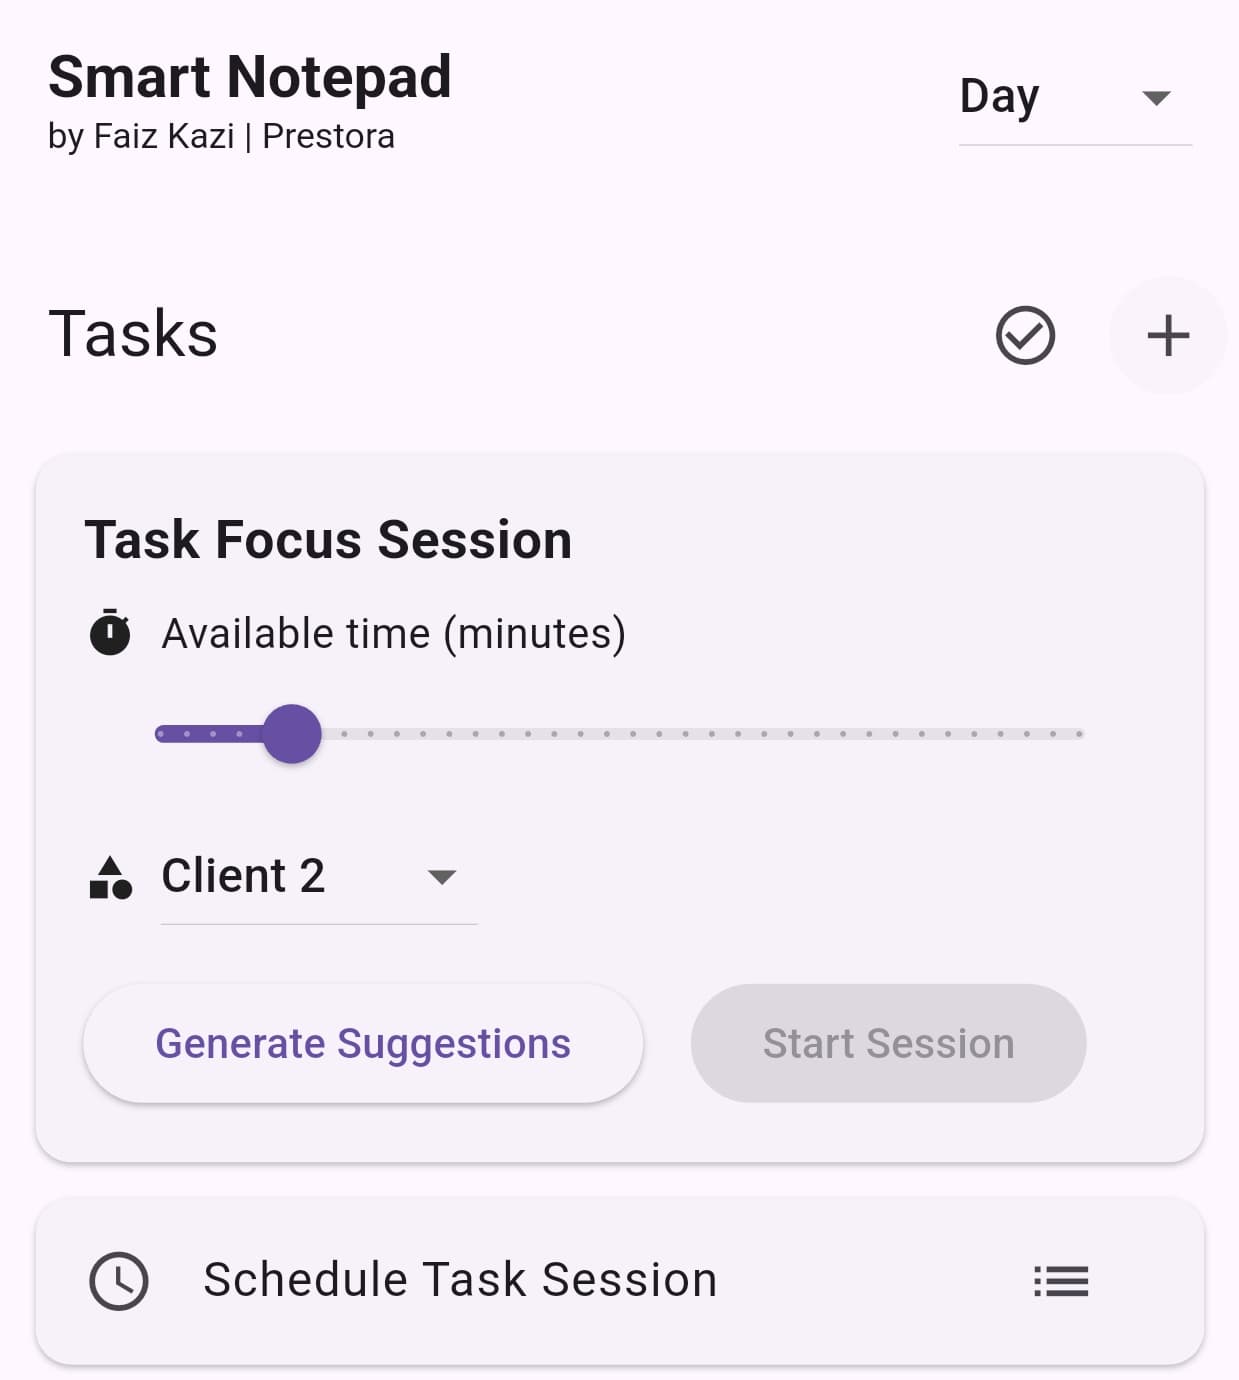 Smart Notepad
by Faiz Kazi | Prestora
Day
Tasks
Task Focus Session
Available time (minutes)
Client 2
Generate Suggestions
Start Session
Schedule Task Session